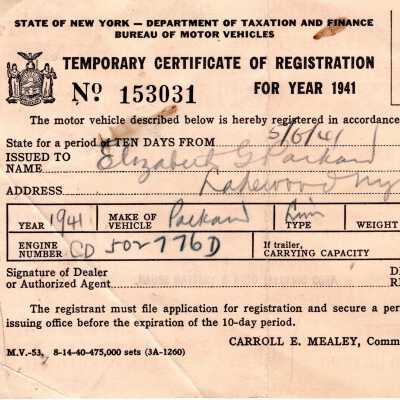 STATE OF NEW YORK — DEPARTMENT OF TAXATION AND FINANCE
BUREAU OF MOTOR VEHICLES
TEMPORARY CERTIFICATE OF REGISTRATION
No 153031 FOR YEAR 1941
The motor vehicle described below is hereby registered in accordance
State for a period of TEN DAYS FROM 5/6/41
ISSUED TO
NAME Elizabeth G Packard
ADDRESS Lakewood NY
YEAR 1941 MAKE OF VEHICLE Packard TYPE Lim WEIGHT
ENGINE NUMBER CD 502776D If trailer, CARRYING CAPACITY
Signature of Dealer
or Authorized Agent
The registrant must file application for registration and secure a per
issuing office before the expiration of the 10-day period.
CARROLL E. MEALEY, Comm
M.V.-53, 8-14-40-475,000 sets (3A-1260)